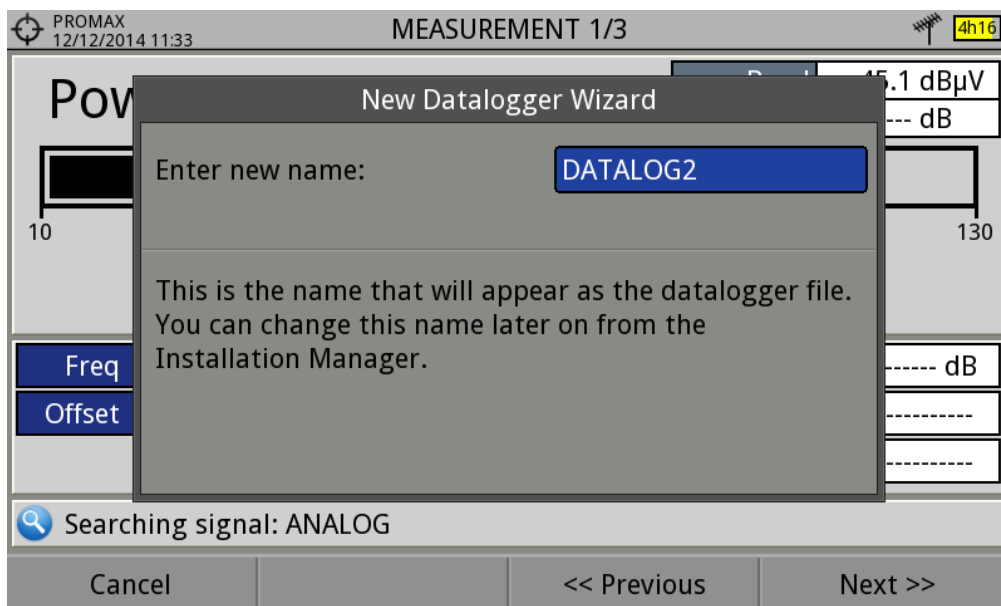 PROMAX
12/12/2014 11:33
MEASUREMENT 1/3
4h16
New Datalogger Wizard
5.1 dBµV
--- dB
Enter new name:
DATALOG2
10
130
This is the name that will appear as the datalogger file.
You can change this name later on from the
Installation Manager.
Freq
------ dB
Offset
----------
----------
Searching signal: ANALOG
Cancel
<< Previous
Next >>